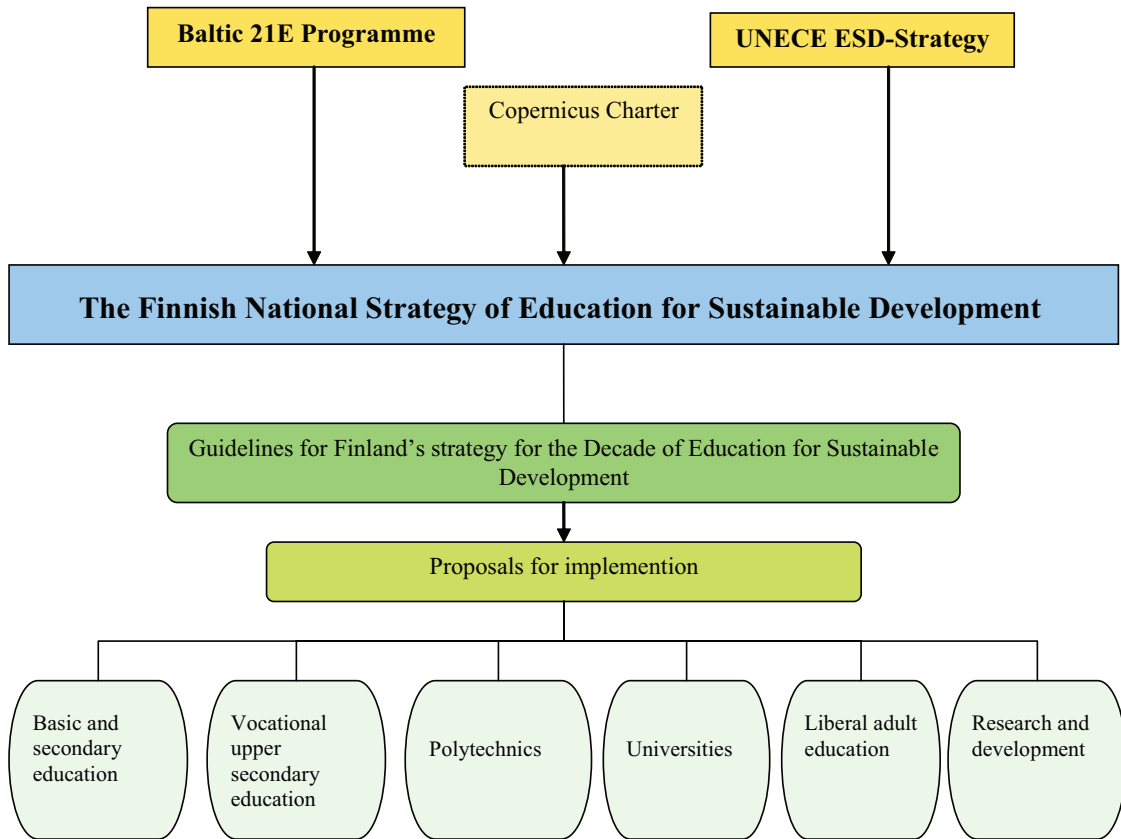 Baltic 21E Programme
UNECE ESD-Strategy
Copernicus Charter
The Finnish National Strategy of Education for Sustainable Development
Guidelines for Finland’s strategy for the Decade of Education for Sustainable
Development
Proposals for implemention
Basic and
secondary
education
Vocational
upper
secondary
education
Polytechnics
Universities
Liberal adult
education
Research and
development